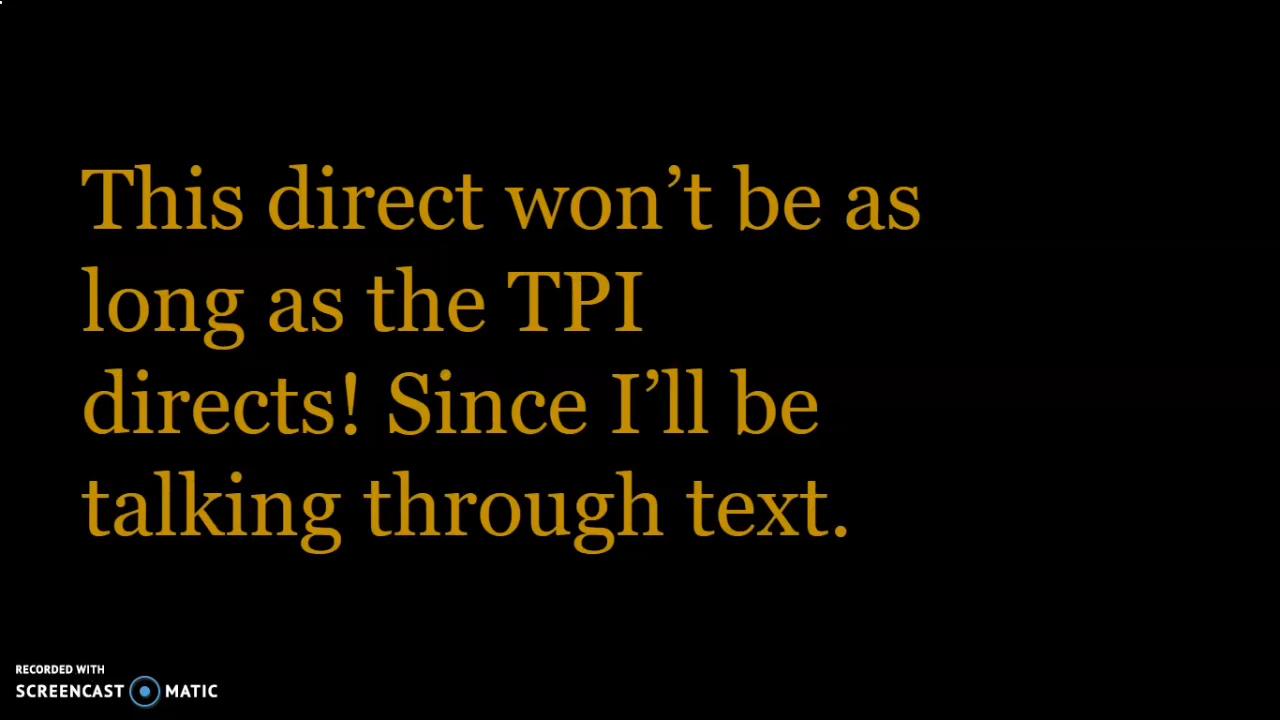 This direct won’t be as
long as the TPI
directs! Since I’ll be
talking through text.
RECORDED WITH
SCREENCAST MATIC